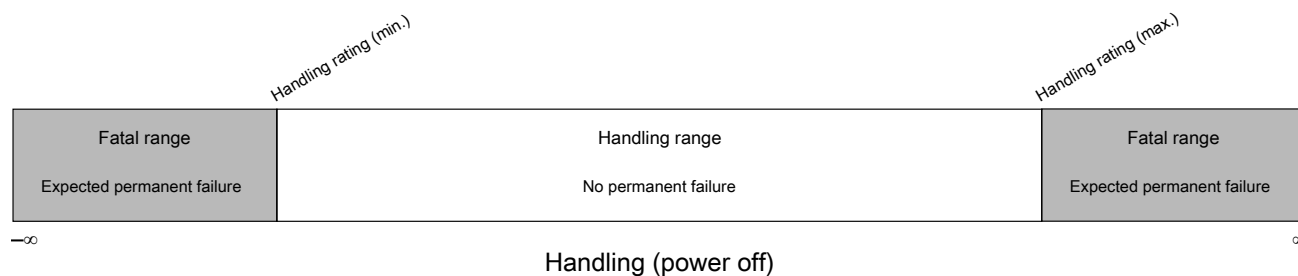 Handling rating (min.)
Handling rating (max.)
Fatal range
Handling range
Fatal range
Expected permanent failure
No permanent failure
Expected permanent failure
–∞
∞
Handling (power off)